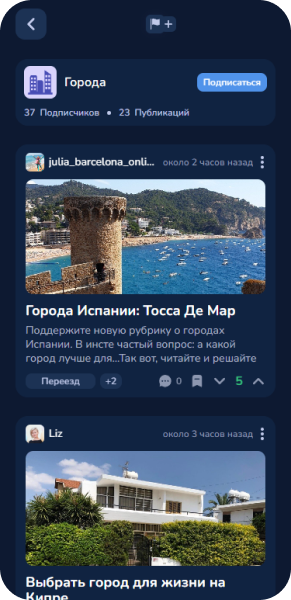 Города
Подписаться
37 Подписчиков • 23 Публикаций
julia_barcelona_onli... около 2 часов назад
Города Испании: Тосса Де Мар
Поддержите новую рубрику о городах
Испании. В инсте частый вопрос: а какой
город лучше для...Так вот, читайте и решайте
Переезд +2 0 5
Liz около 3 часов назад
Выбрать город для жизни на
Кипре